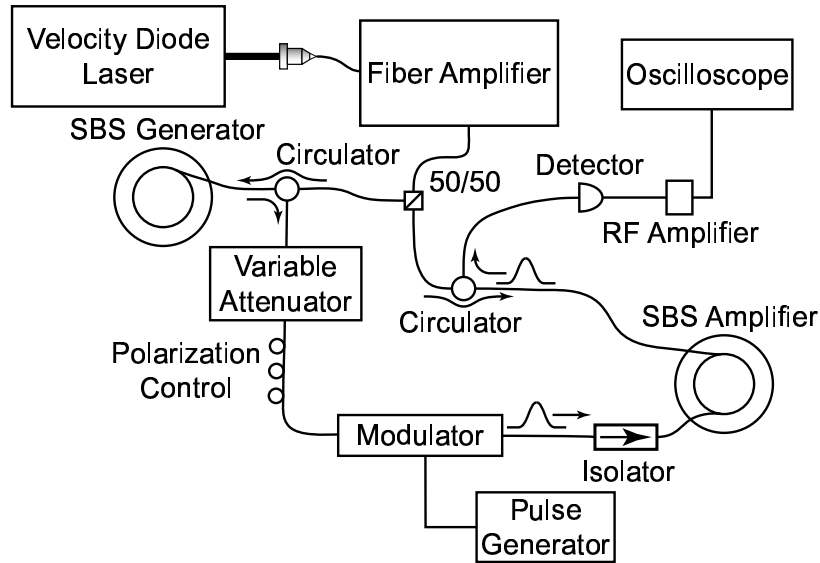 Velocity Diode
Laser
Fiber Amplifier
Oscilloscope
SBS Generator
Circulator
50/50
Detector
RF Amplifier
Variable
Attenuator
Circulator
SBS Amplifier
Polarization
Control
Modulator
Isolator
Pulse
Generator